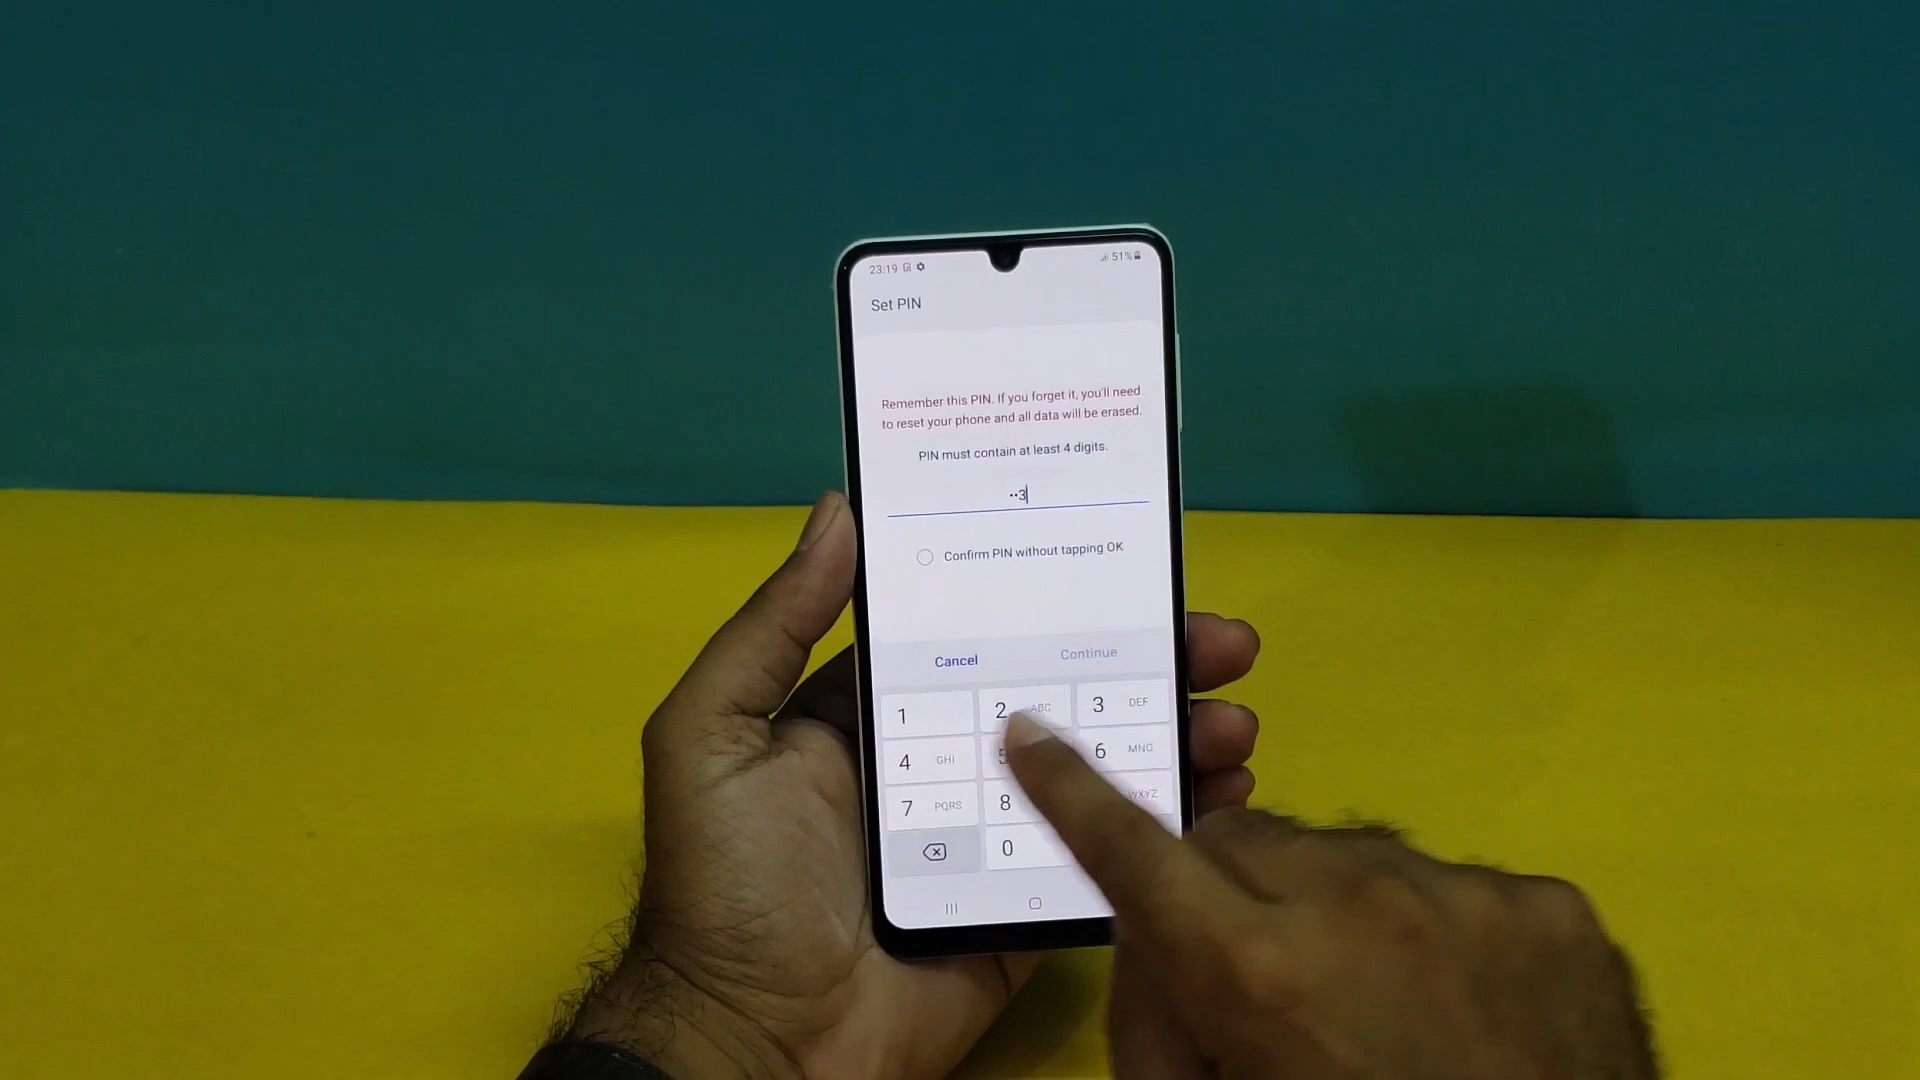 23:19 51%
Set PIN
Remember this PIN. If you forget it, you'll need
to reset your phone and all data will be erased.
PIN must contain at least 4 digits.
··3
Confirm PIN without tapping OK
Cancel Continue
1 2 ABC 3 DEF
4 GHI 5 6 MNO
7 PQRS 8 WXYZ
0